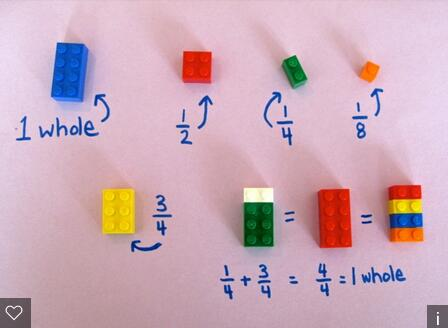 1 whole
1/2
1/4
1/8
3/4
= =
1/4 + 3/4 = 4/4 = 1 whole